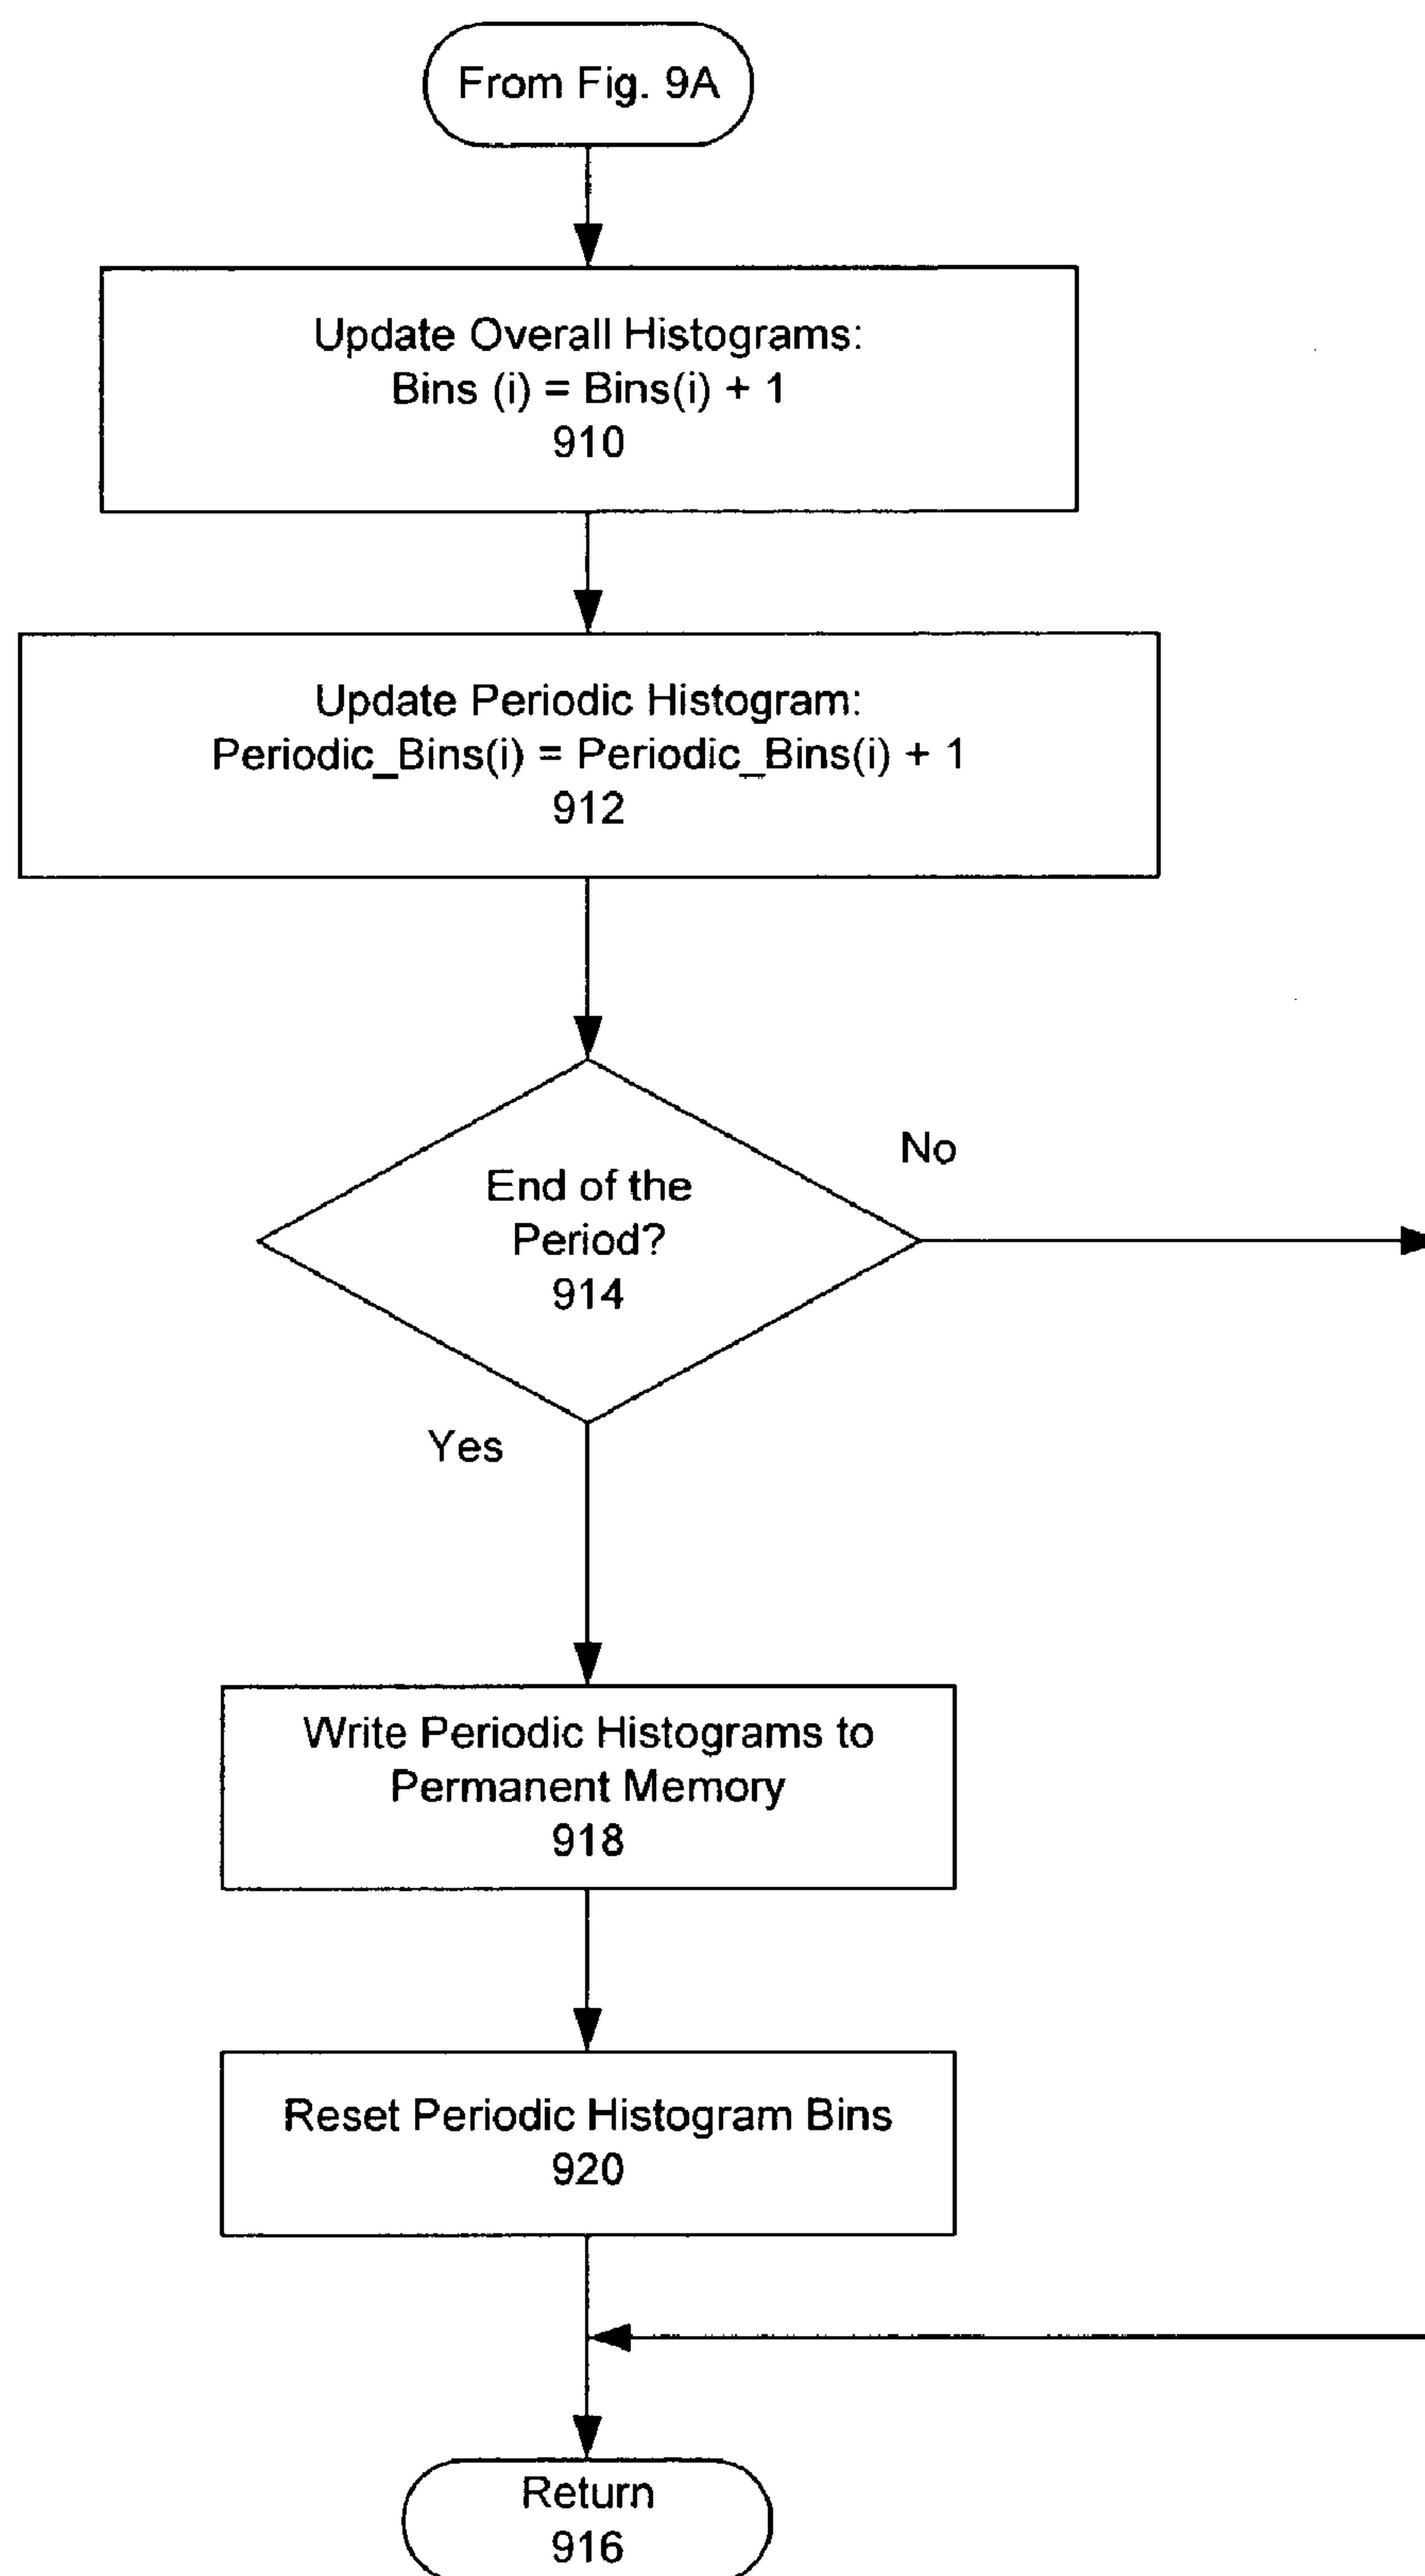 From Fig. 9A
Update Overall Histograms:
Bins (i) = Bins(i) + 1
910
Update Periodic Histogram:
Periodic_Bins(i) = Periodic_Bins(i) + 1
912
No
End of the
Period?
914
Yes
Write Periodic Histograms to
Permanent Memory
918
Reset Periodic Histogram Bins
920
Return
916